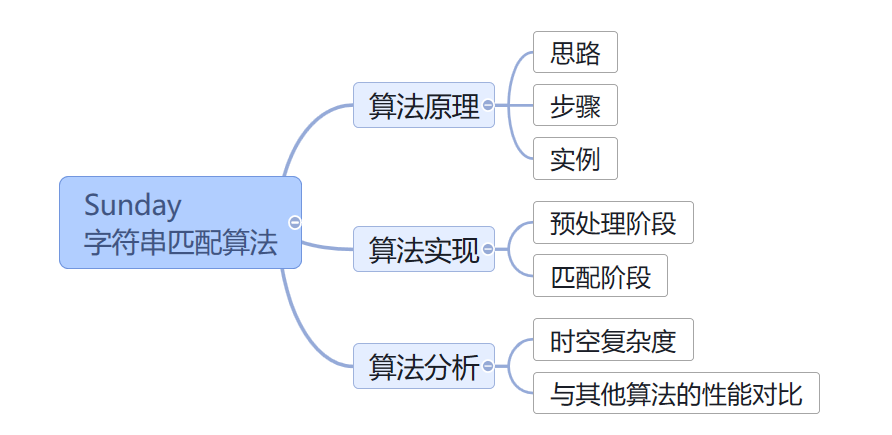 Sunday
字符串匹配算法
算法原理
思路
步骤
实例
算法实现
预处理阶段
匹配阶段
算法分析
时空复杂度
与其他算法的性能对比